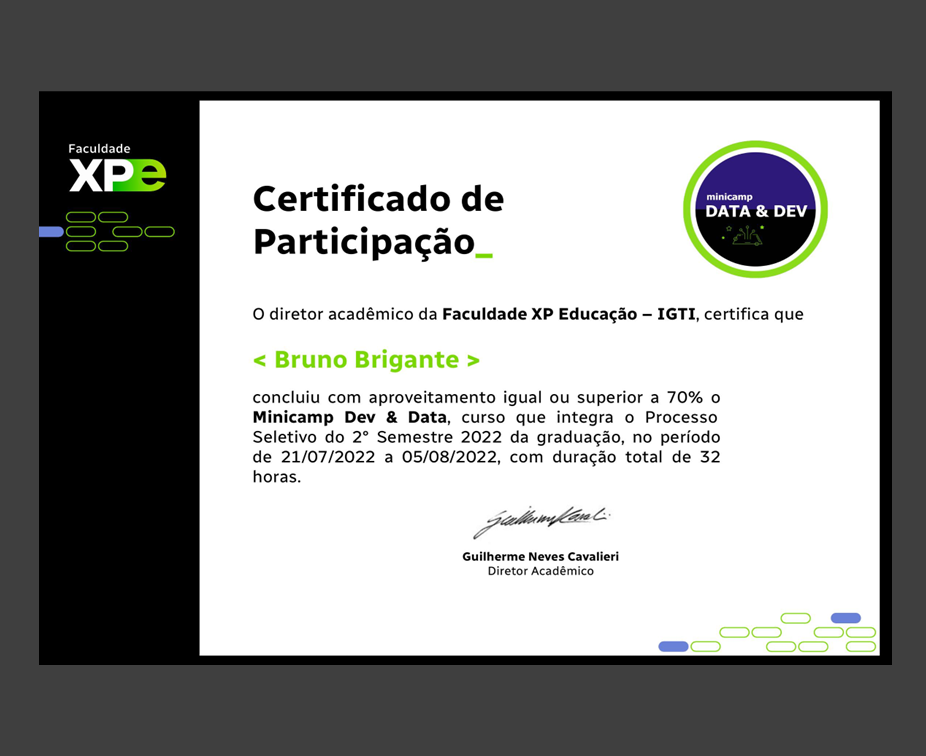 Faculdade
XPe
Certificado de
Participação_
minicamp
DATA & DEV
O diretor acadêmico da Faculdade XP Educação – IGTI, certifica que
< Bruno Brigante >
concluiu com aproveitamento igual ou superior a 70% o
Minicamp Dev & Data, curso que integra o Processo
Seletivo do 2° Semestre 2022 da graduação, no período
de 21/07/2022 a 05/08/2022, com duração total de 32
horas.
Guilherme Neves Cavalieri
Diretor Acadêmico